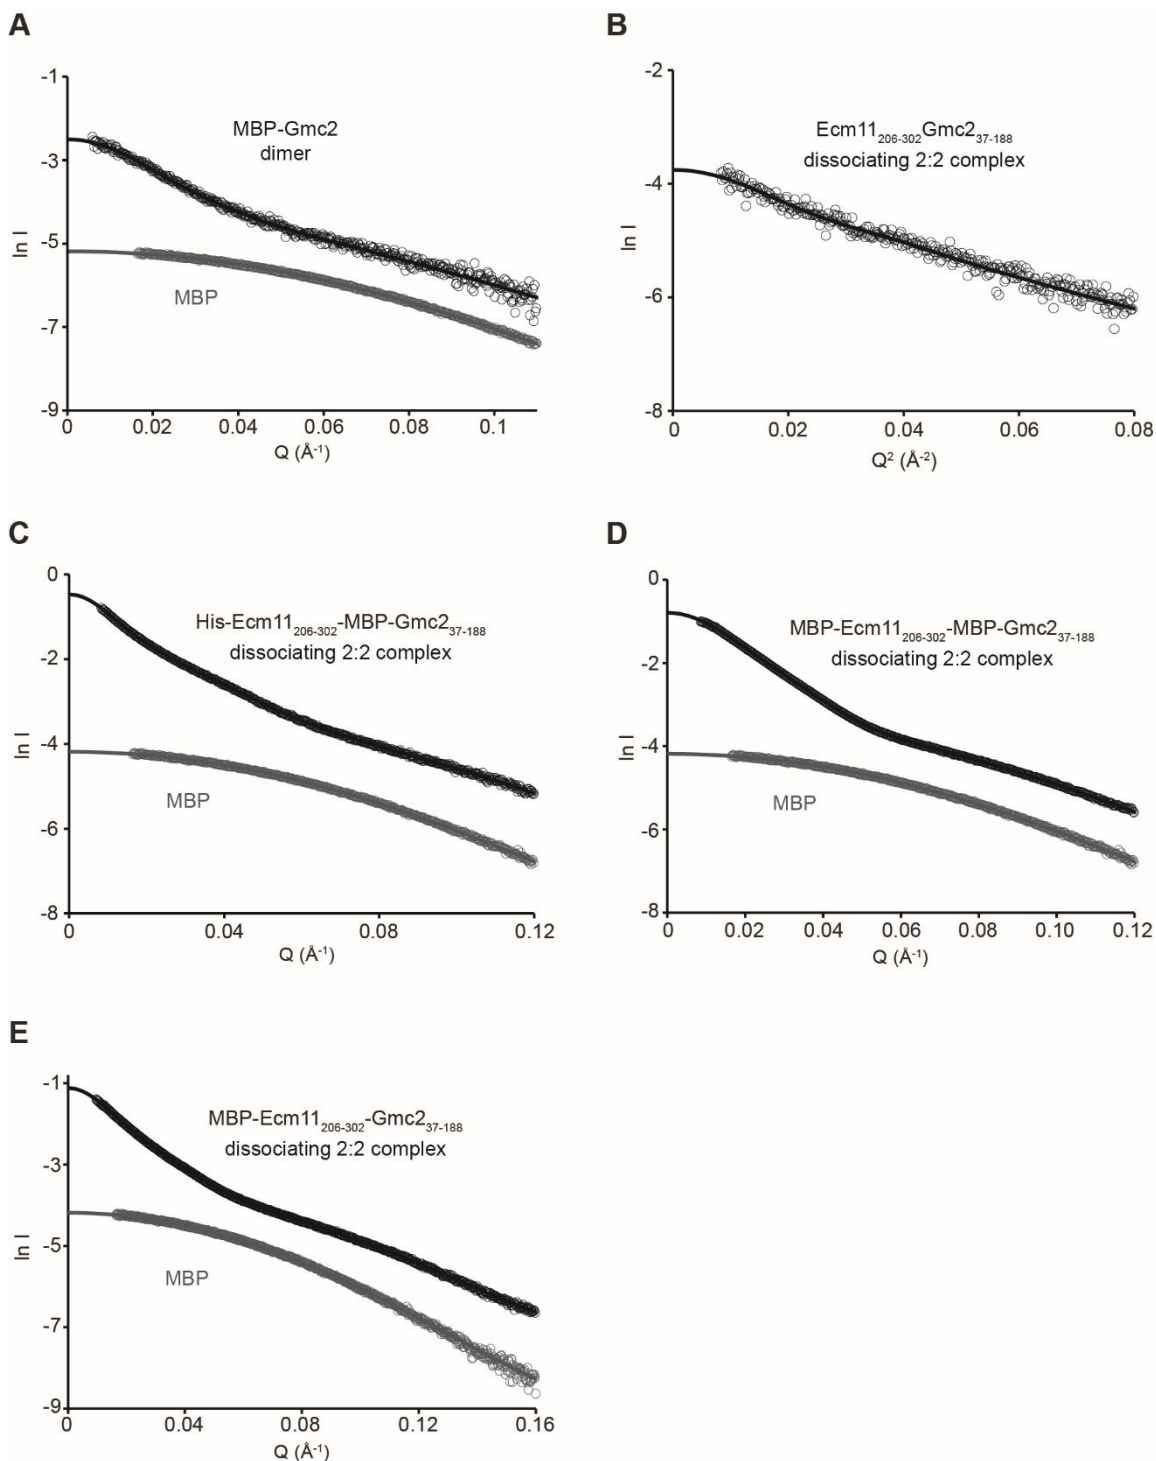 A
-1
-3
-5
-7
-9
ln I
MBP-Gmc2
dimer
MBP
0 0.02 0.04 0.06 0.08 0.1
Q (Å⁻¹)
B
-2
-4
-6
-8
ln I
Ecm11₂₀₆₋₃₀₂Gmc2₃₇₋₁₈₈
dissociating 2:2 complex
0 0.02 0.04 0.06 0.08
Q² (Å⁻²)
C
0
-2
-4
-6
-8
ln I
His-Ecm11₂₀₆₋₃₀₂-MBP-Gmc2₃₇₋₁₈₈
dissociating 2:2 complex
MBP
0 0.04 0.08 0.12
Q (Å⁻¹)
D
0
-2
-4
-6
-8
ln I
MBP-Ecm11₂₀₆₋₃₀₂-MBP-Gmc2₃₇₋₁₈₈
dissociating 2:2 complex
MBP
0 0.02 0.04 0.06 0.08 0.10 0.12
Q (Å⁻¹)
E
-1
-3
-5
-7
-9
ln I
MBP-Ecm11₂₀₆₋₃₀₂-Gmc2₃₇₋₁₈₈
dissociating 2:2 complex
MBP
0 0.04 0.08 0.12 0.16
Q (Å⁻¹)